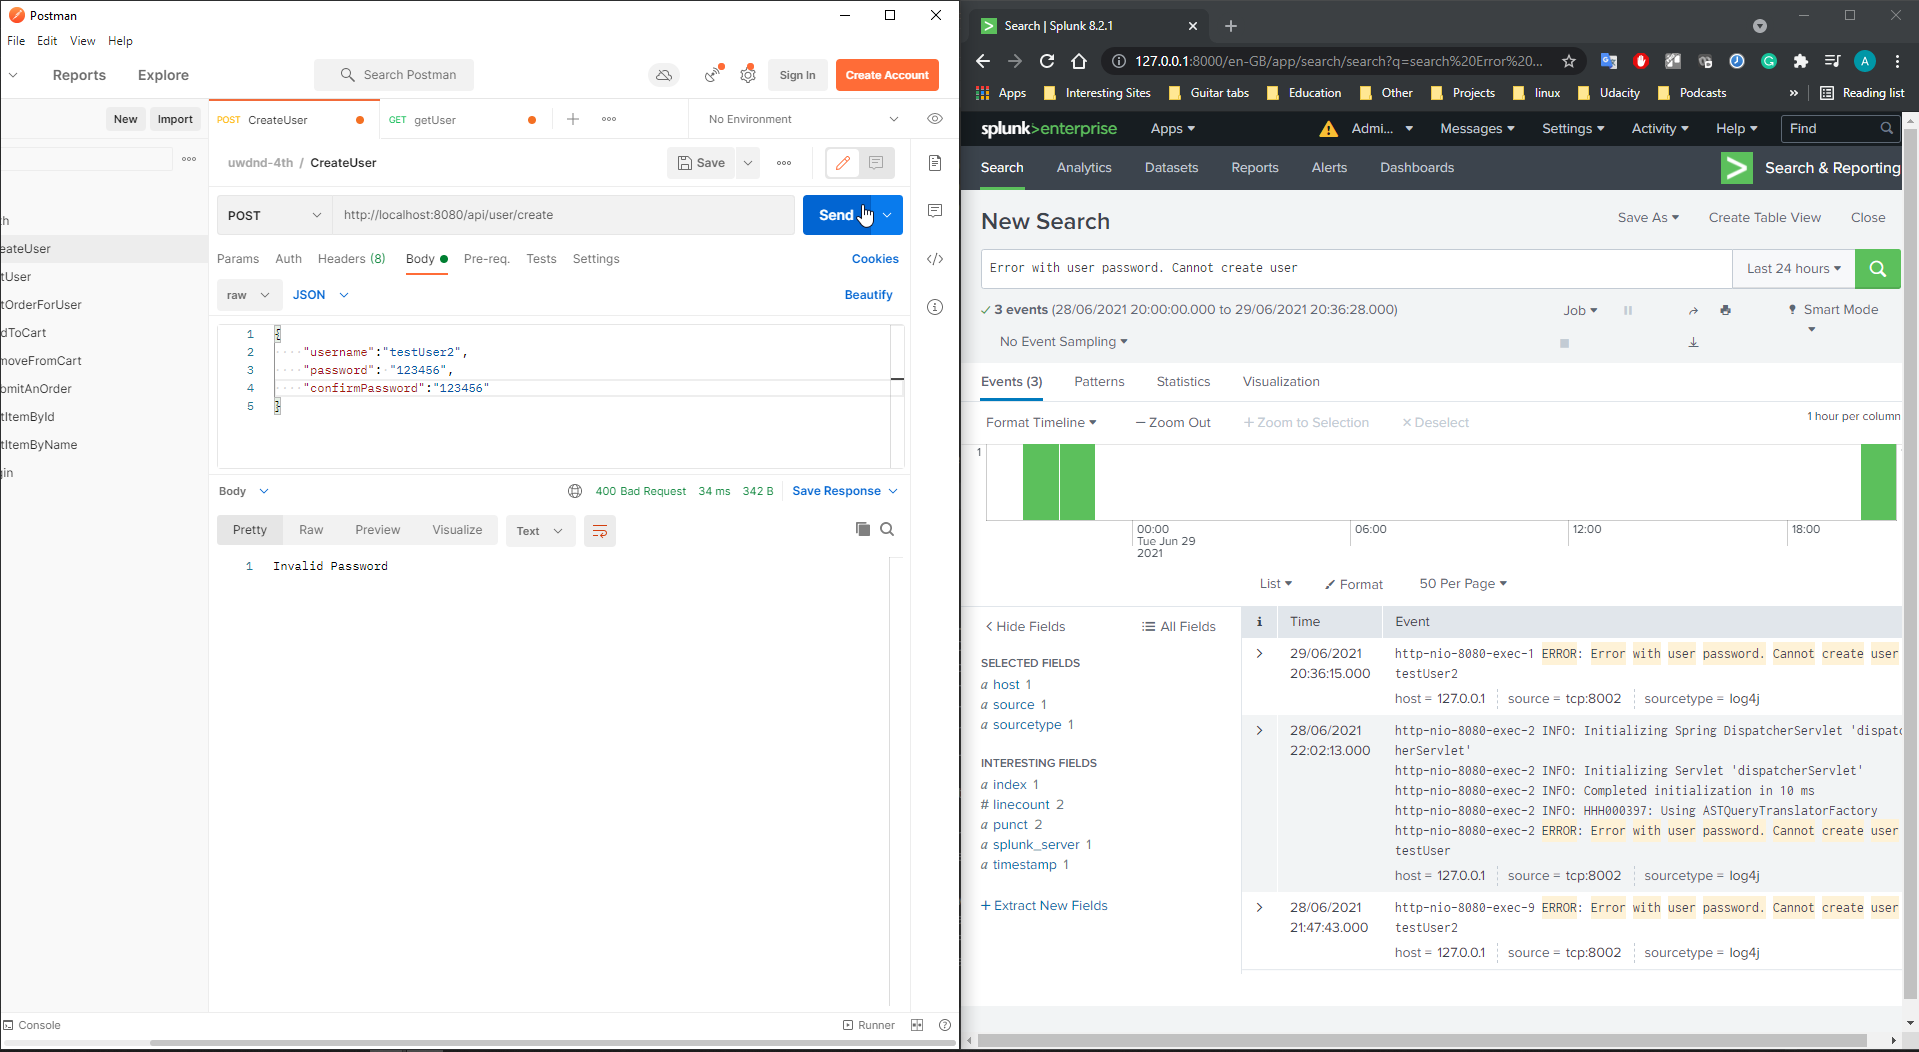 Postman
File Edit View Help
Reports Explore Search Postman Sign In Create Account
New Import POST CreateUser GET getUser No Environment
uwdnd-4th / CreateUser Save
POST http://localhost:8080/api/user/create Send
Params Auth Headers (8) Body Pre-req. Tests Settings Cookies
raw JSON Beautify
th
eateUser
tUser
tOrderForUser
dToCart
moveFromCart
bmitAnOrder
tItemById
tItemByName
gin
1 {
2 "username":"testUser2",
3 "password": "123456",
4 "confirmPassword":"123456"
5 }
Body 400 Bad Request 34 ms 342 B Save Response
Pretty Raw Preview Visualize Text
1 Invalid Password
Console Runner
Search | Splunk 8.2.1
127.0.0.1:8000/en-GB/app/search/search?q=search%20Error%20... A
Apps Interesting Sites Guitar tabs Education Other Projects linux Udacity Podcasts » Reading list
splunk>enterprise Apps Admi... Messages Settings Activity Help Find
Search Analytics Datasets Reports Alerts Dashboards Search & Reporting
New Search Save As Create Table View Close
Error with user password. Cannot create user Last 24 hours
3 events (28/06/2021 20:00:00.000 to 29/06/2021 20:36:28.000) Job Smart Mode
No Event Sampling
Events (3) Patterns Statistics Visualization
Format Timeline – Zoom Out + Zoom to Selection × Deselect 1 hour per column
1
00:00 06:00 12:00 18:00
Tue Jun 29
2021
List Format 50 Per Page
< Hide Fields All Fields
SELECTED FIELDS
a host 1
a source 1
a sourcetype 1
INTERESTING FIELDS
a index 1
# linecount 2
a punct 2
a splunk_server 1
a timestamp 1
+ Extract New Fields
i Time Event
29/06/2021 http-nio-8080-exec-1 ERROR: Error with user password. Cannot create user
20:36:15.000 testUser2
host = 127.0.0.1 source = tcp:8002 sourcetype = log4j
28/06/2021 http-nio-8080-exec-2 INFO: Initializing Spring DispatcherServlet 'dispatc
22:02:13.000 herServlet'
http-nio-8080-exec-2 INFO: Initializing Servlet 'dispatcherServlet'
http-nio-8080-exec-2 INFO: Completed initialization in 10 ms
http-nio-8080-exec-2 INFO: HHH000397: Using ASTQueryTranslatorFactory
http-nio-8080-exec-2 ERROR: Error with user password. Cannot create user
testUser
host = 127.0.0.1 source = tcp:8002 sourcetype = log4j
28/06/2021 http-nio-8080-exec-9 ERROR: Error with user password. Cannot create user
21:47:43.000 testUser2
host = 127.0.0.1 source = tcp:8002 sourcetype = log4j